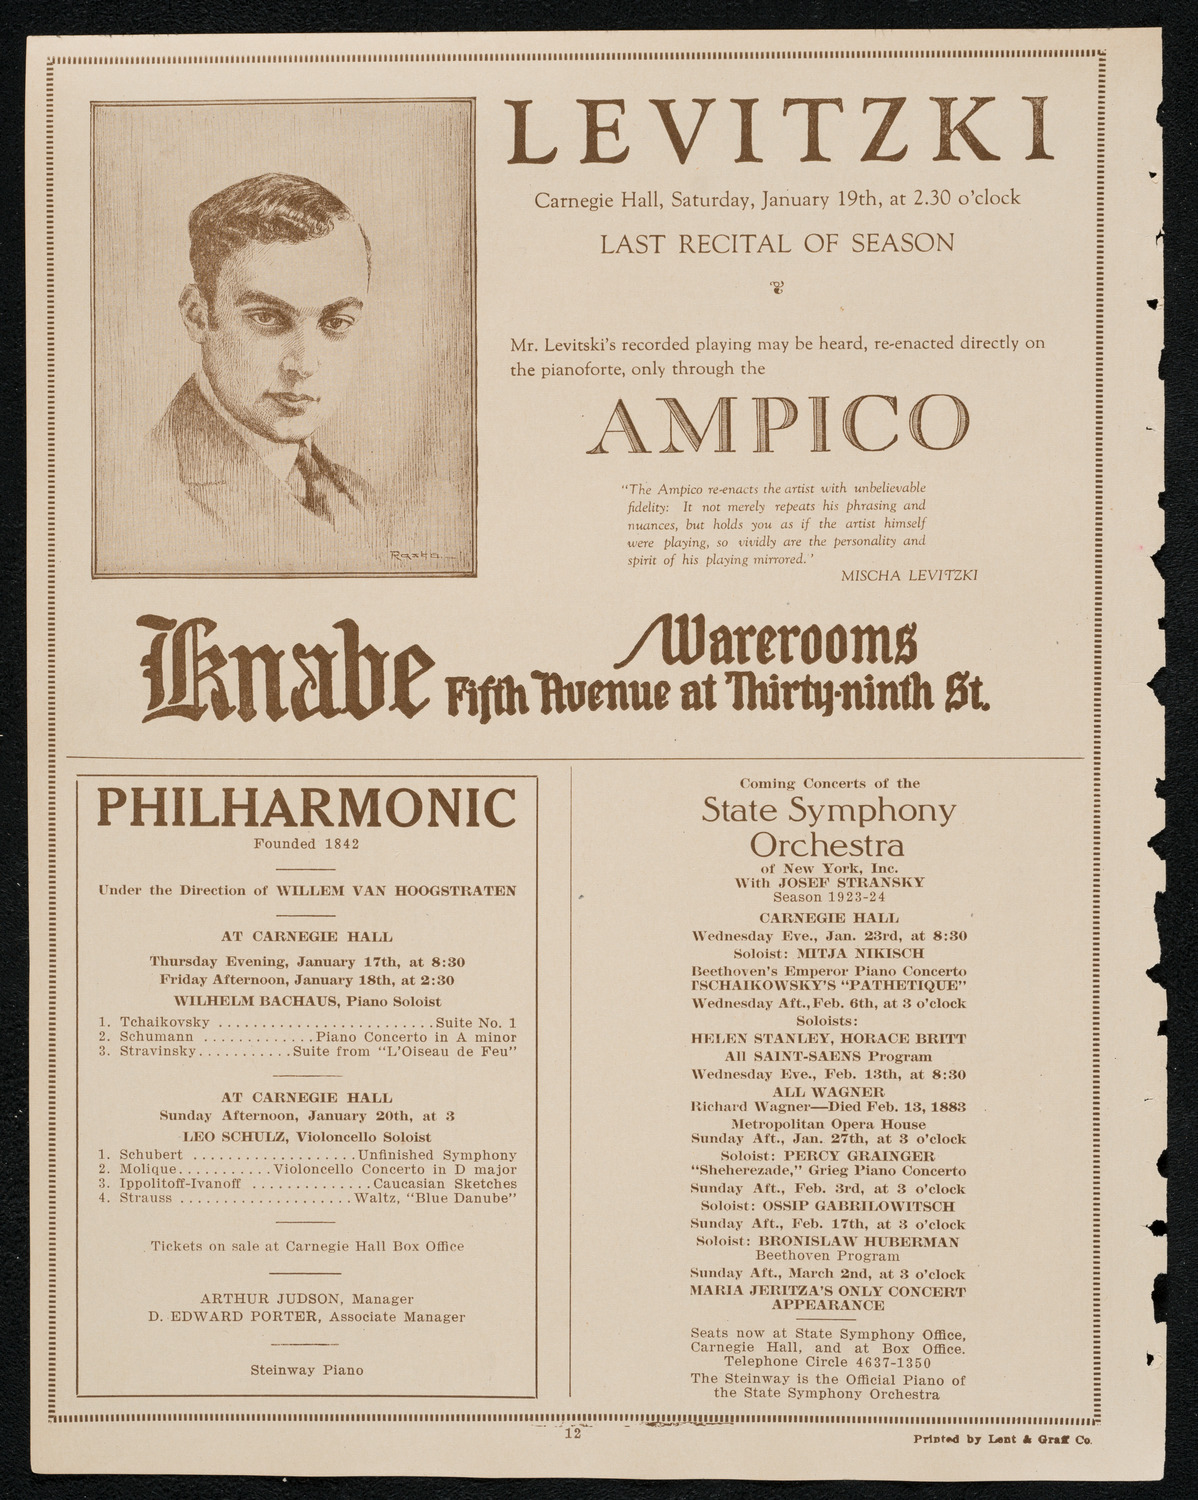 LEVITZKI
Carnegie Hall, Saturday, January 19th, at 2.30 o'clock
LAST RECITAL OF SEASON
Mr. Levitski's recorded playing may be heard, re-enacted directly on
the pianoforte, only through the
AMPICO
"The Ampico re-enacts the artist with unbelievable
fidelity: It not merely repeats his phrasing and
nuances, but holds you as if the artist himself
were playing, so vividly are the personality and
spirit of his playing mirrored.'
MISCHA LEVITZKI
Knabe Warerooms
Fifth Avenue at Thirty-ninth St.
PHILHARMONIC
Founded 1842
Under the Direction of WILLEM VAN HOOGSTRATEN
AT CARNEGIE HALL
Thursday Evening, January 17th, at 8:30
Friday Afternoon, January 18th, at 2:30
WILHELM BACHAUS, Piano Soloist
1. Tchaikovsky ........................Suite No. 1
2. Schumann .............Piano Concerto in A minor
3. Stravinsky...........Suite from "L'Oiseau de Feu"
AT CARNEGIE HALL
Sunday Afternoon, January 20th, at 3
LEO SCHULZ, Violoncello Soloist
1. Schubert ...................Unfinished Symphony
2. Molique...........Violoncello Concerto in D major
3. Ippolitoff-Ivanoff ..............Caucasian Sketches
4. Strauss ....................Waltz, "Blue Danube"
Tickets on sale at Carnegie Hall Box Office
ARTHUR JUDSON, Manager
D. EDWARD PORTER, Associate Manager
Steinway Piano
Coming Concerts of the
State Symphony
Orchestra
of New York, Inc.
With JOSEF STRANSKY
Season 1923-24
CARNEGIE HALL
Wednesday Eve., Jan. 23rd, at 8:30
Soloist: MITJA NIKISCH
Beethoven's Emperor Piano Concerto
TSCHAIKOWSKY'S "PATHETIQUE"
Wednesday Aft., Feb. 6th, at 3 o'clock
Soloists:
HELEN STANLEY, HORACE BRITT
All SAINT-SAENS Program
Wednesday Eve., Feb. 13th, at 8:30
ALL WAGNER
Richard Wagner—Died Feb. 13, 1883
Metropolitan Opera House
Sunday Aft., Jan. 27th, at 3 o'clock
Soloist: PERCY GRAINGER
"Sheherezade," Grieg Piano Concerto
Sunday Aft., Feb. 3rd, at 3 o'clock
Soloist: OSSIP GABRILOWITSCH
Sunday Aft., Feb. 17th, at 3 o'clock
Soloist: BRONISLAW HUBERMAN
Beethoven Program
Sunday Aft., March 2nd, at 3 o'clock
MARIA JERITZA'S ONLY CONCERT
APPEARANCE
Seats now at State Symphony Office,
Carnegie Hall, and at Box Office.
Telephone Circle 4637-1350
The Steinway is the Official Piano of
the State Symphony Orchestra
12
Printed by Lent & Graff Co.